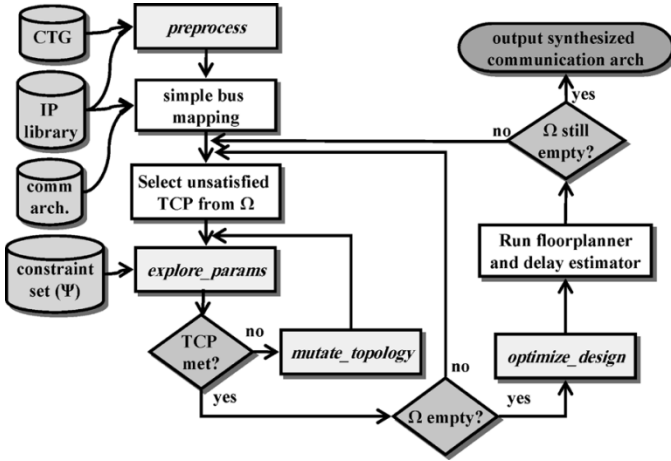 CTG
preprocess
output synthesized
communication arch
IP
library
simple bus
mapping
yes
no
Ω still
empty?
comm
arch.
Select unsatisfied
TCP from Ω
Run floorplanner
and delay estimator
constraint
set (Ψ)
explore_params
TCP
met?
no
mutate_topology
no
optimize_design
yes
Ω empty?
yes